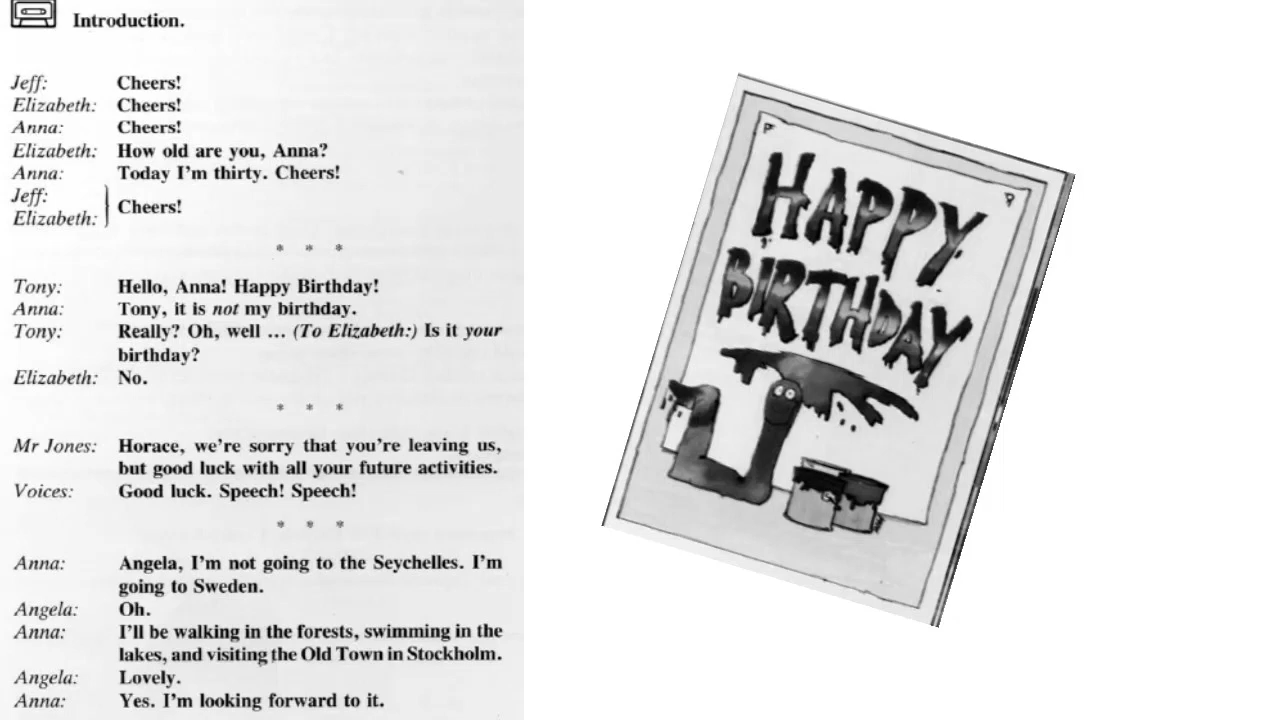 Introduction.
Jeff: Cheers!
Elizabeth: Cheers!
Anna: Cheers!
Elizabeth: How old are you, Anna?
Anna: Today I'm thirty. Cheers!
Jeff:
Elizabeth: } Cheers!
* * *
Tony: Hello, Anna! Happy Birthday!
Anna: Tony, it is not my birthday.
Tony: Really? Oh, well ... (To Elizabeth:) Is it your
birthday?
Elizabeth: No.
* * *
Mr Jones: Horace, we're sorry that you're leaving us,
but good luck with all your future activities.
Voices: Good luck. Speech! Speech!
* * *
Anna: Angela, I'm not going to the Seychelles. I'm
going to Sweden.
Angela: Oh.
Anna: I'll be walking in the forests, swimming in the
lakes, and visiting the Old Town in Stockholm.
Angela: Lovely.
Anna: Yes. I'm looking forward to it.
HAPPY
BIRTHDAY